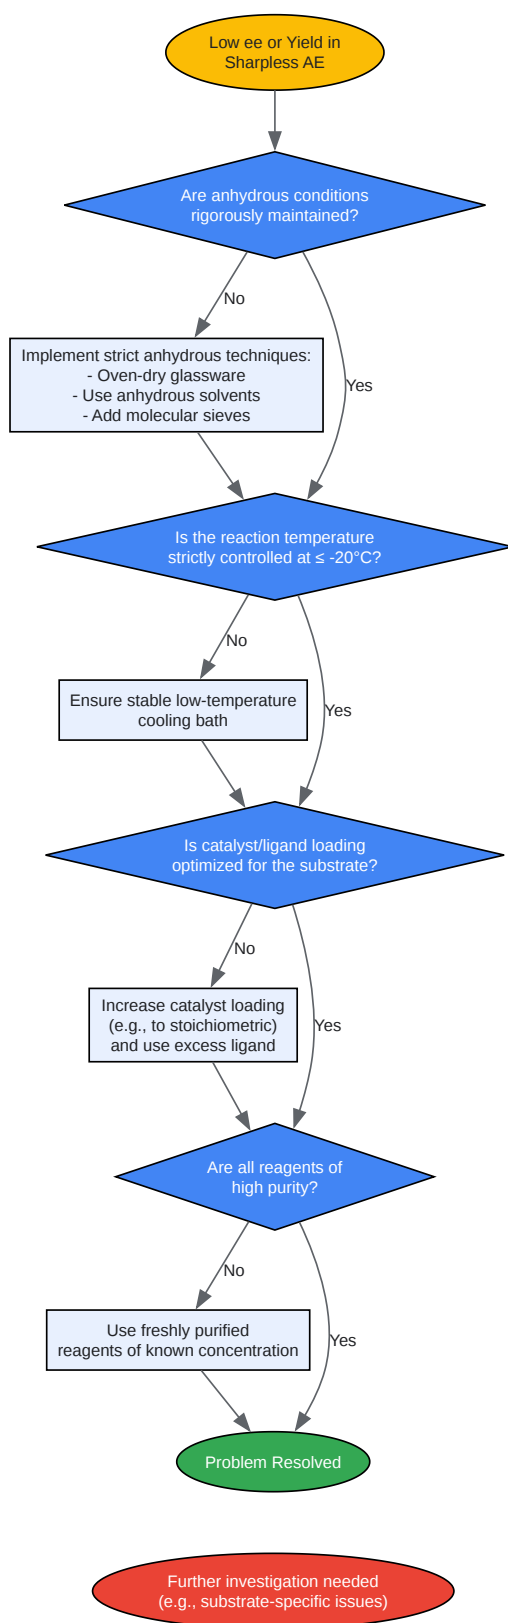 Low ee or Yield in
Sharpless AE
Are anhydrous conditions
rigorously maintained?
No
Yes
Implement strict anhydrous techniques:
- Oven-dry glassware
- Use anhydrous solvents
- Add molecular sieves
Is the reaction temperature
strictly controlled at ≤ -20°C?
No
Yes
Ensure stable low-temperature
cooling bath
Is catalyst/ligand loading
optimized for the substrate?
No
Yes
Increase catalyst loading
(e.g., to stoichiometric)
and use excess ligand
Are all reagents of
high purity?
No
Yes
Use freshly purified
reagents of known concentration
Problem Resolved
Further investigation needed
(e.g., substrate-specific issues)